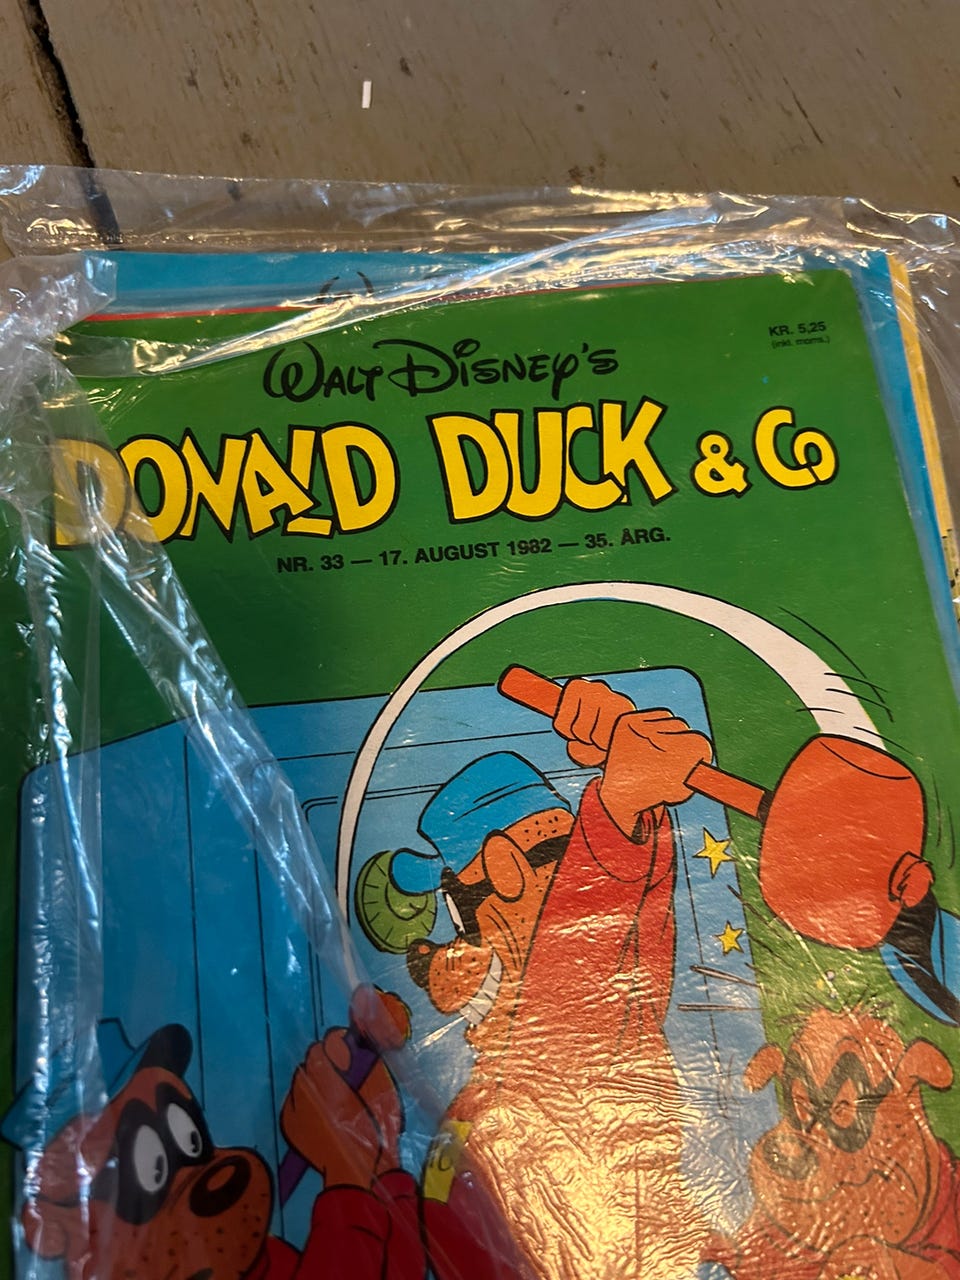 KR. 5,25
(inkl. moms.)
WALT DISNEY'S
DONALD DUCK & CO
NR. 33 — 17. AUGUST 1982 — 35. ÅRG.